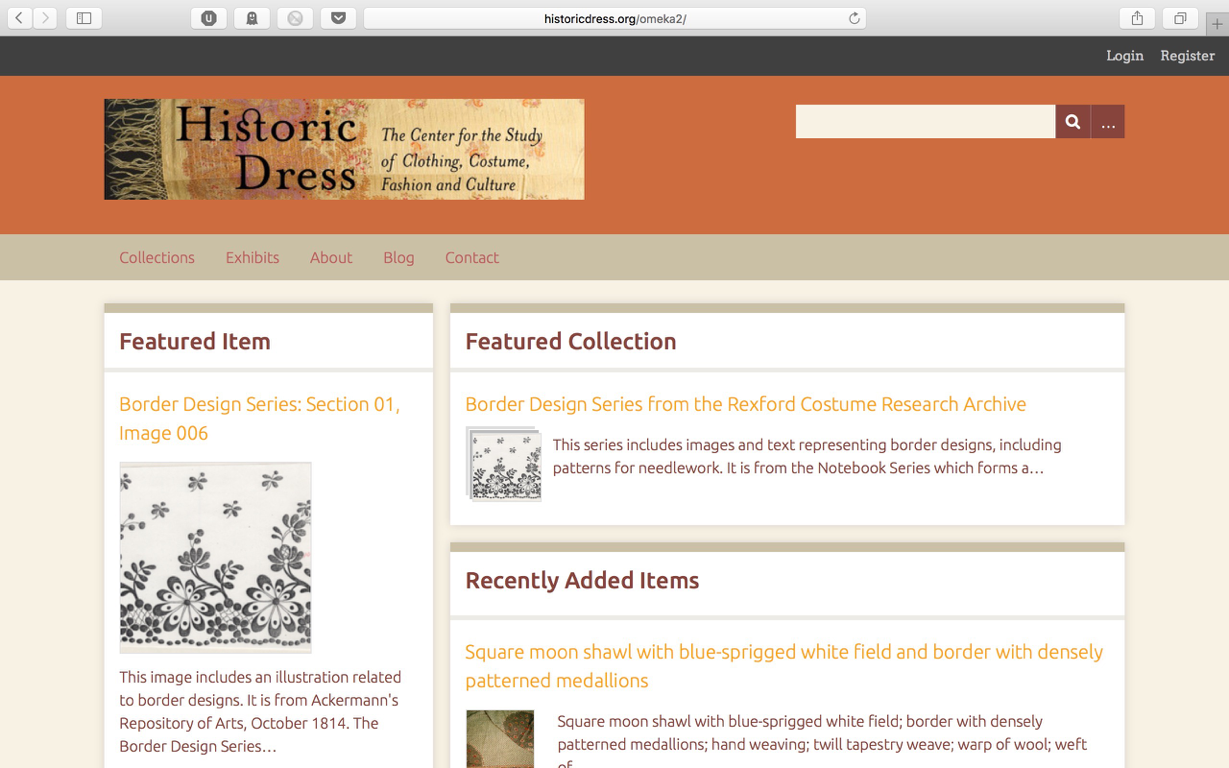 historicdress.org/omeka2/
Login Register
Historic
Dress
The Center for the Study
of Clothing, Costume,
Fashion and Culture
...
Collections Exhibits About Blog Contact
Featured Item
Border Design Series: Section 01,
Image 006
This image includes an illustration related
to border designs. It is from Ackermann's
Repository of Arts, October 1814. The
Border Design Series…
Featured Collection
Border Design Series from the Rexford Costume Research Archive
This series includes images and text representing border designs, including
patterns for needlework. It is from the Notebook Series which forms a…
Recently Added Items
Square moon shawl with blue-sprigged white field and border with densely
patterned medallions
Square moon shawl with blue-sprigged white field; border with densely
patterned medallions; hand weaving; twill tapestry weave; warp of wool; weft
of